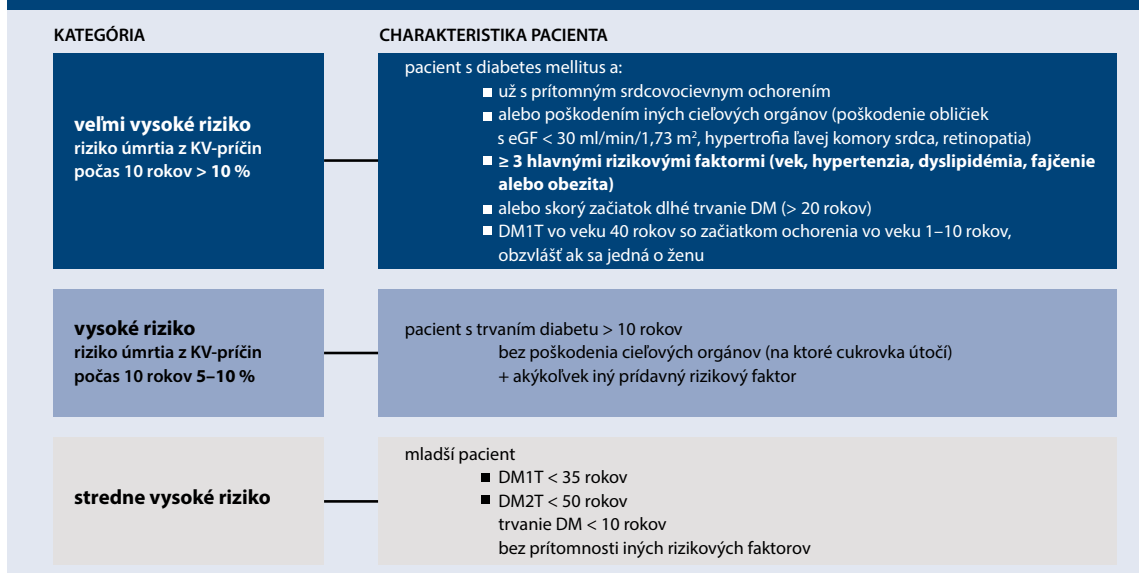 KATEGÓRIA
CHARAKTERISTIKA PACIENTA
veľmi vysoké riziko
riziko úmrtia z KV-príčin
počas 10 rokov > 10 %
pacient s diabetes mellitus a:
■ už s prítomným srdcovocievnym ochorením
■ alebo poškodením iných cieľových orgánov (poškodenie obličiek
s eGF < 30 ml/min/1,73 m², hypertrofia ľavej komory srdca, retinopatia)
■ ≥ 3 hlavnými rizikovými faktormi (vek, hypertenzia, dyslipidémia, fajčenie
alebo obezita)
■ alebo skorý začiatok dlhé trvanie DM (> 20 rokov)
■ DM1T vo veku 40 rokov so začiatkom ochorenia vo veku 1–10 rokov,
obzvlášť ak sa jedná o ženu
vysoké riziko
riziko úmrtia z KV-príčin
počas 10 rokov 5–10 %
pacient s trvaním diabetu > 10 rokov
bez poškodenia cieľových orgánov (na ktoré cukrovka útočí)
+ akýkoľvek iný prídavný rizikový faktor
stredne vysoké riziko
mladší pacient
■ DM1T < 35 rokov
■ DM2T < 50 rokov
trvanie DM < 10 rokov
bez prítomnosti iných rizikových faktorov